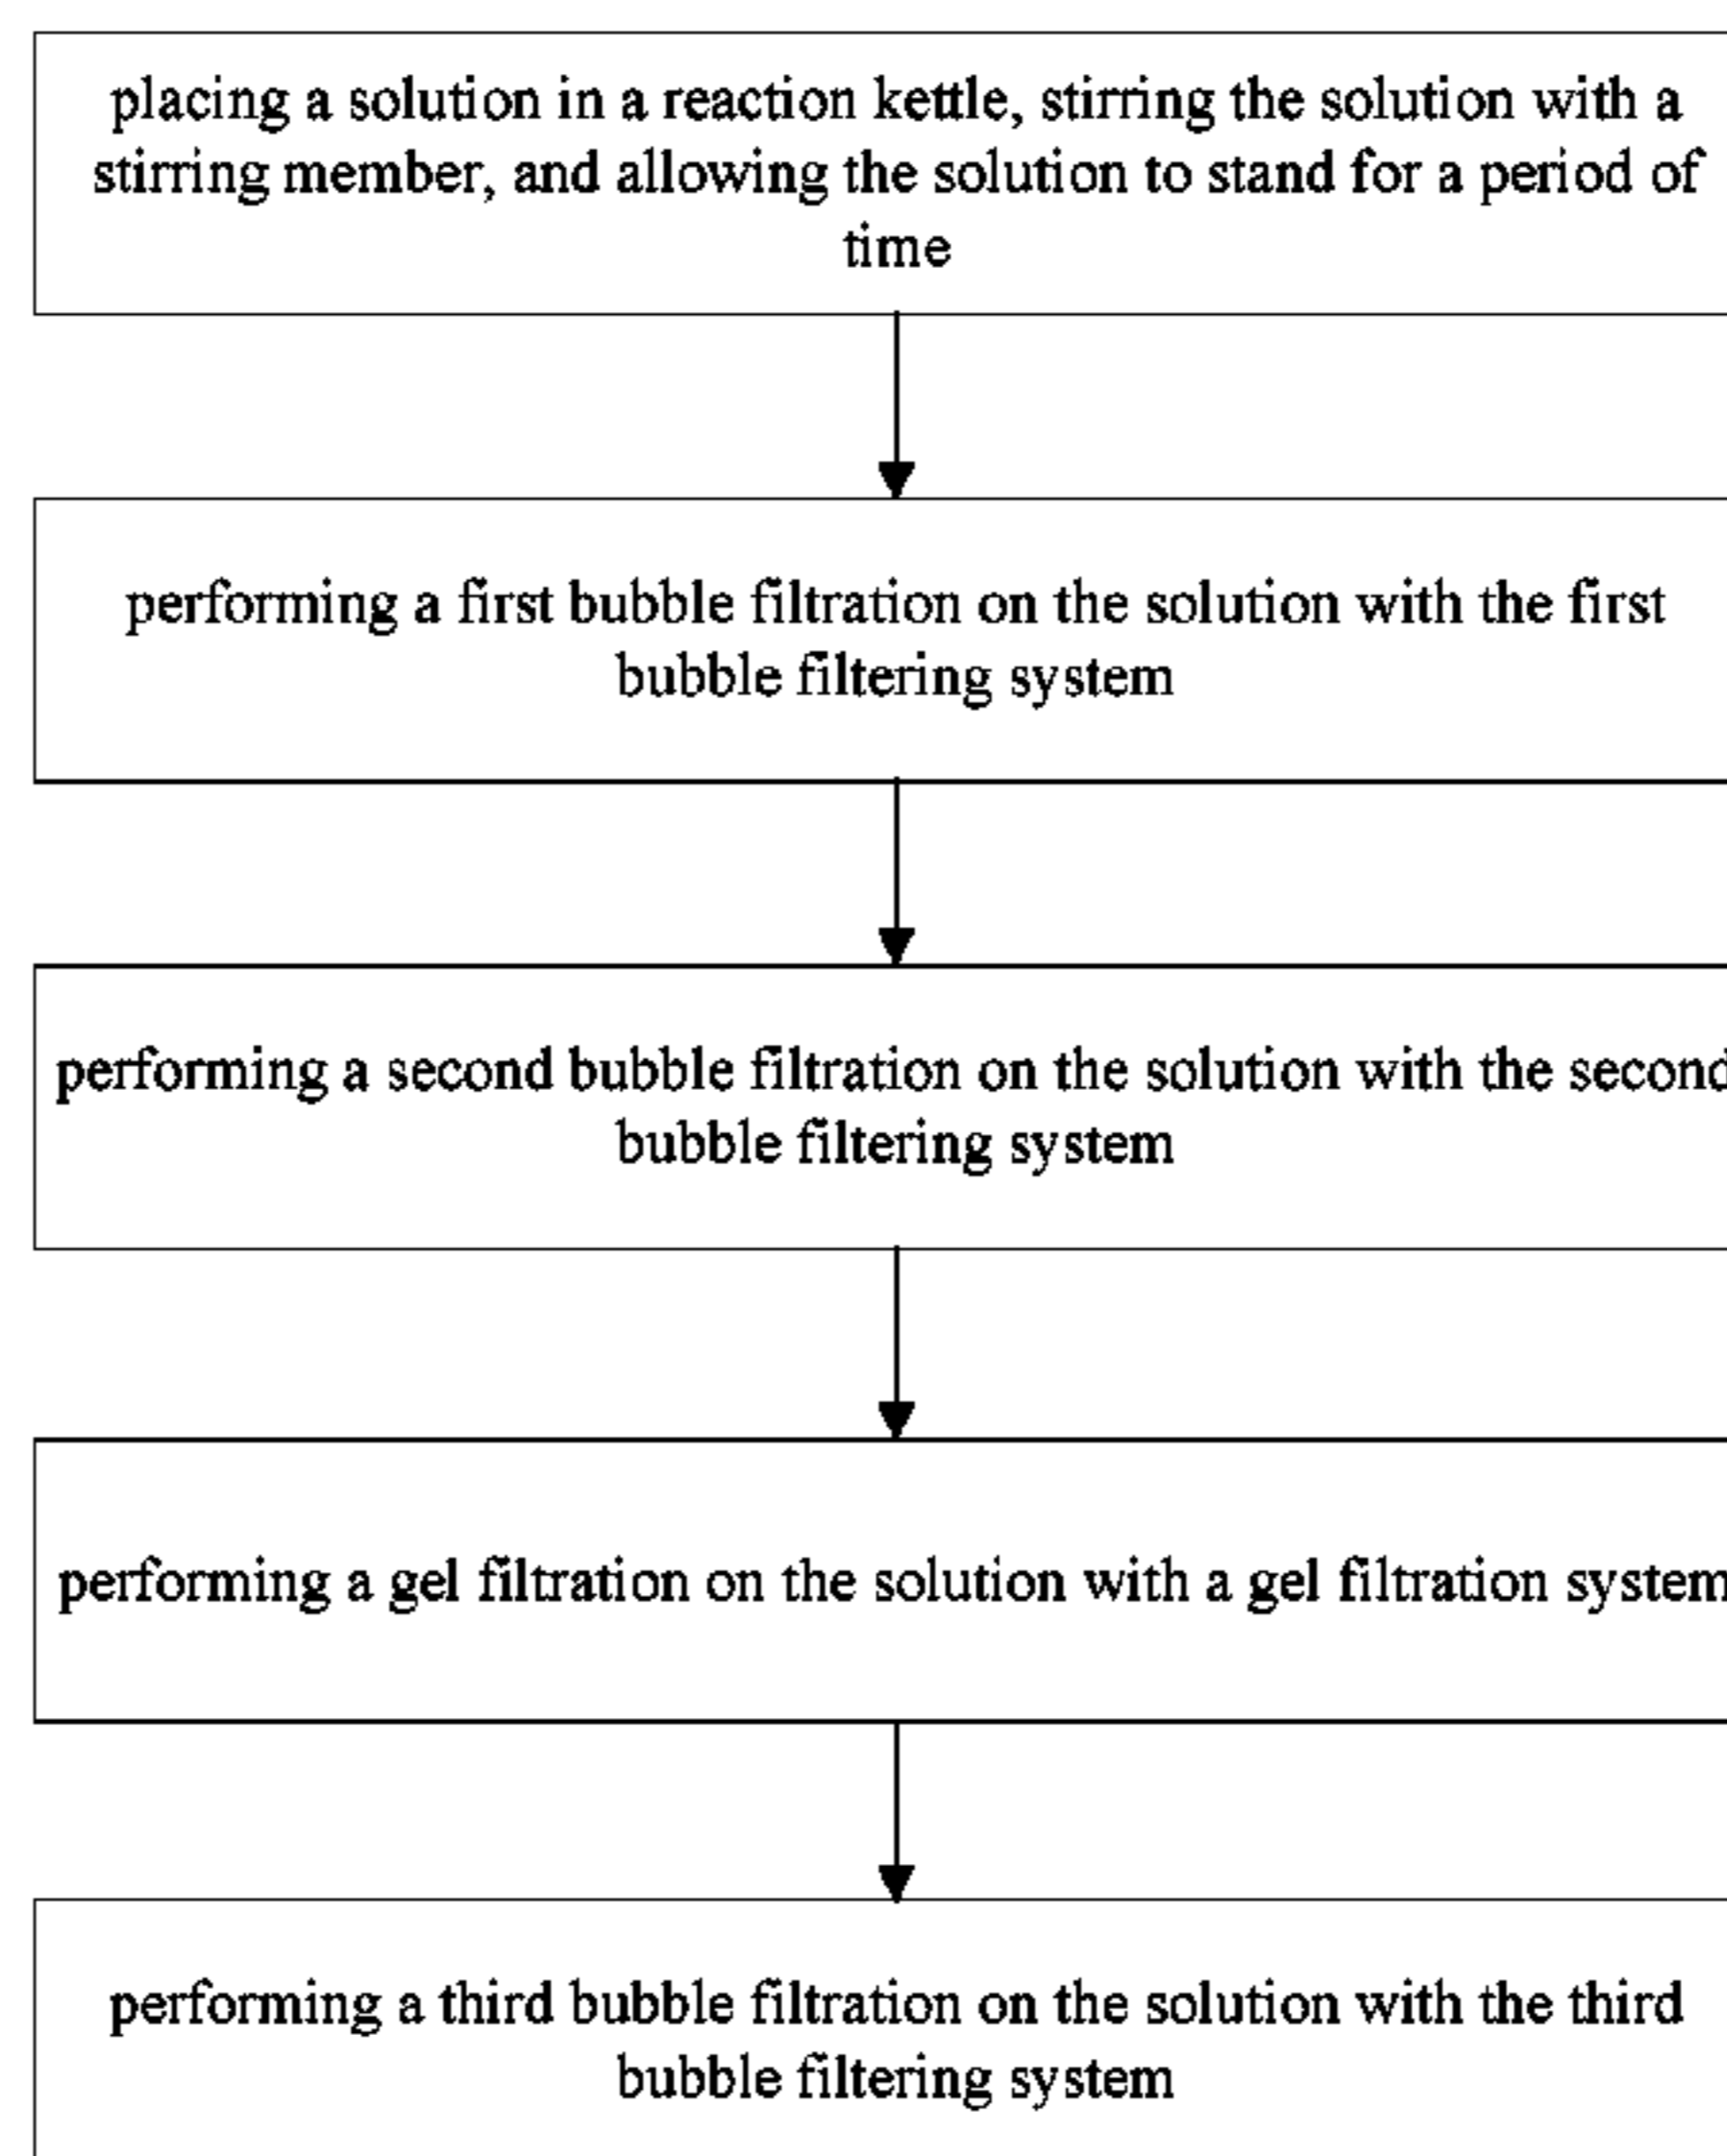 placing a solution in a reaction kettle, stirring the solution with a
stirring member, and allowing the solution to stand for a period of
time
performing a first bubble filtration on the solution with the first
bubble filtering system
performing a second bubble filtration on the solution with the second
bubble filtering system
performing a gel filtration on the solution with a gel filtration system
performing a third bubble filtration on the solution with the third
bubble filtering system